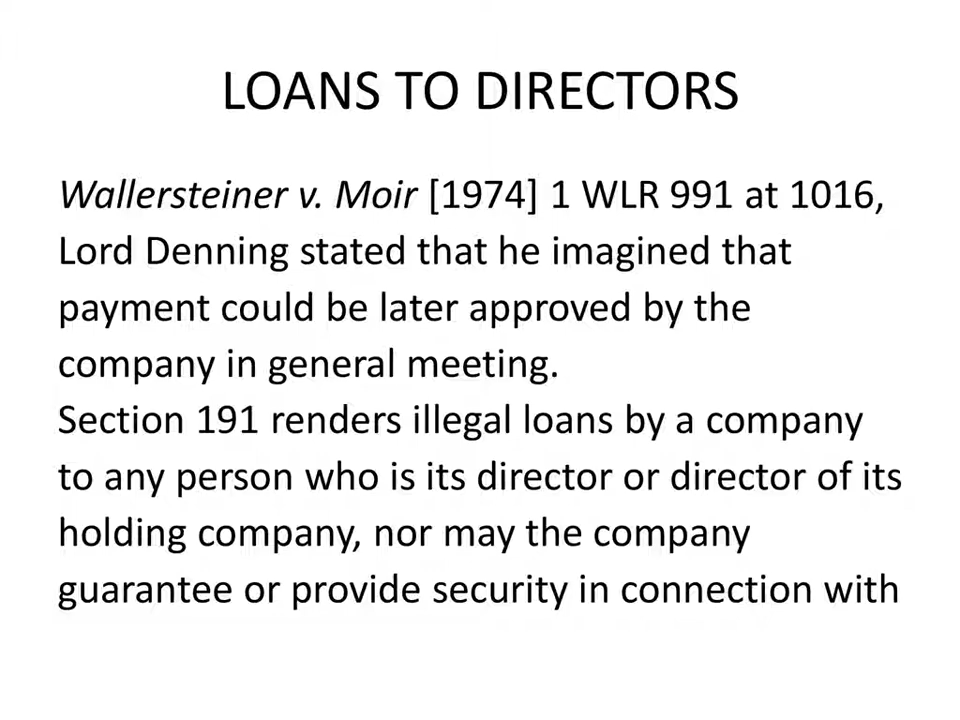 LOANS TO DIRECTORS
Wallersteiner v. Moir [1974] 1 WLR 991 at 1016,
Lord Denning stated that he imagined that
payment could be later approved by the
company in general meeting.
Section 191 renders illegal loans by a company
to any person who is its director or director of its
holding company, nor may the company
guarantee or provide security in connection with